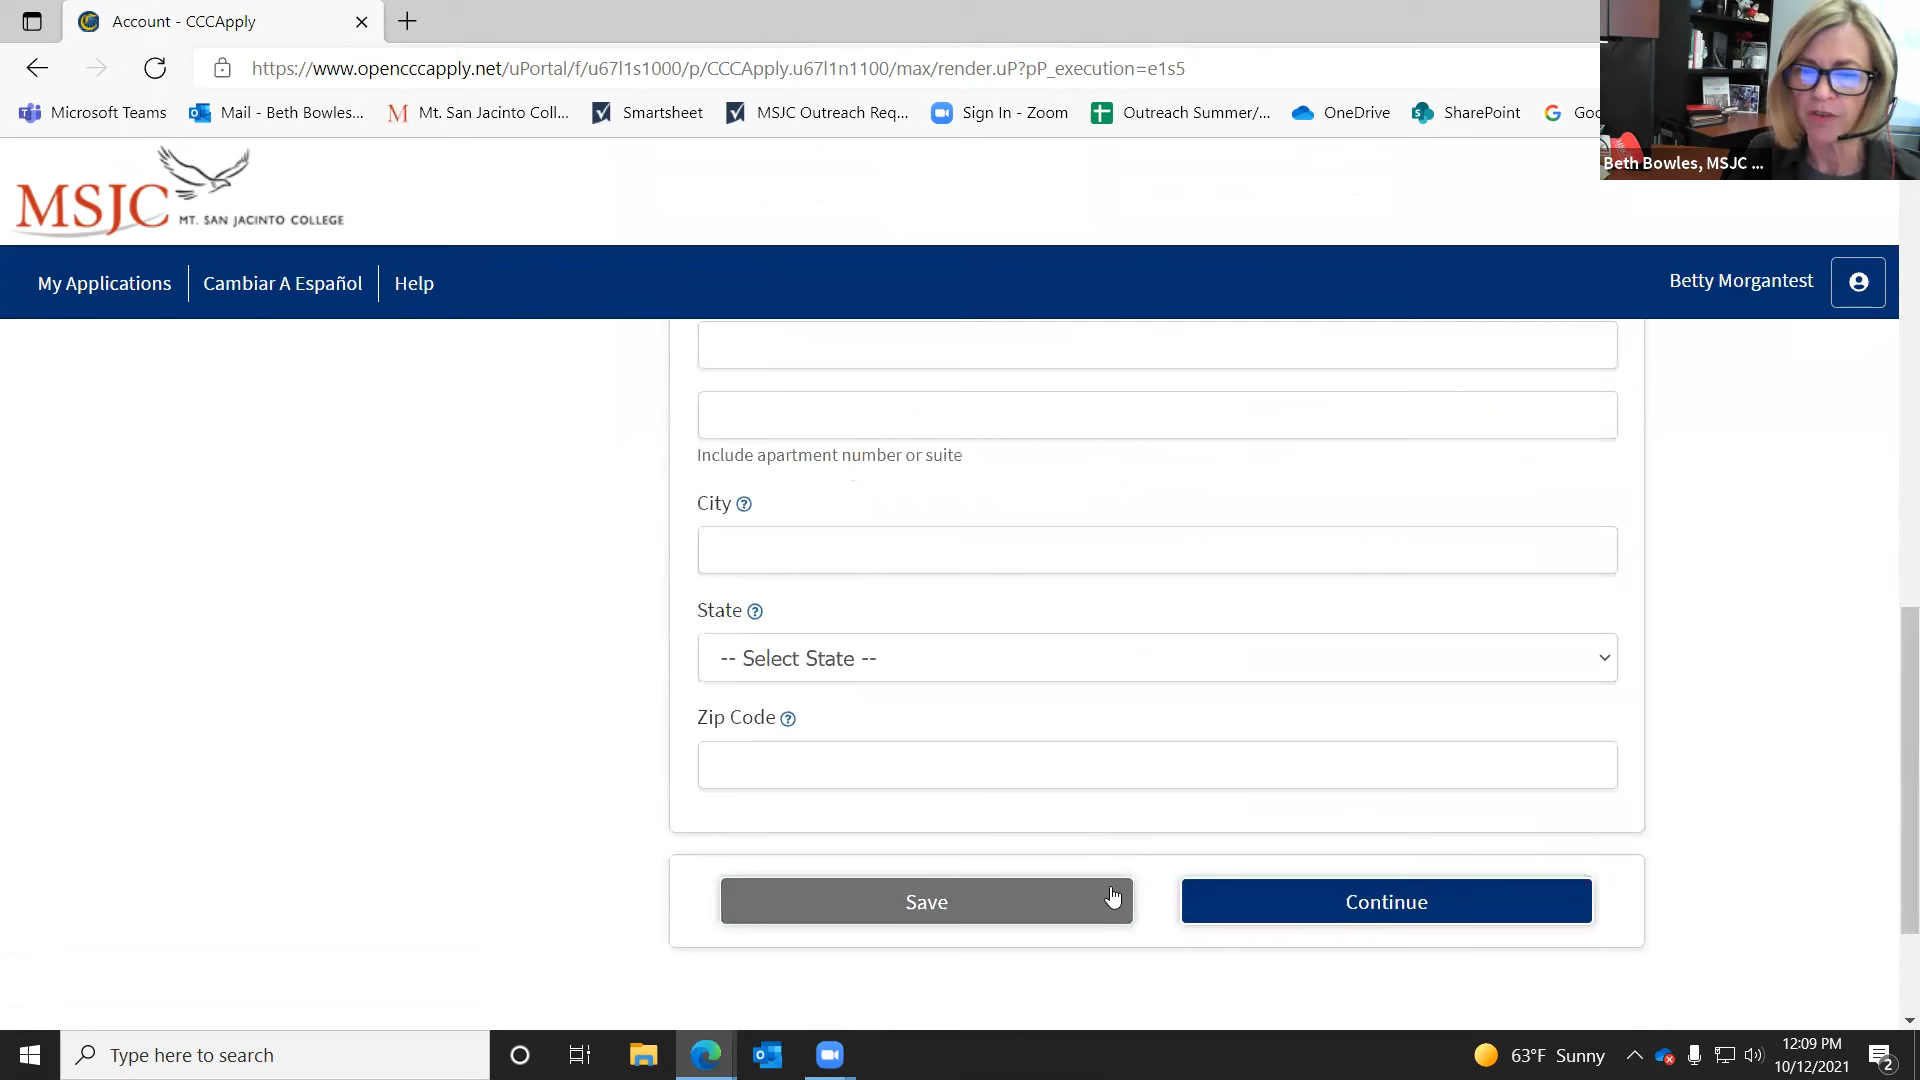 Account - CCCApply
https://www.opencccapply.net/uPortal/f/u67l1s1000/p/CCCApply.u67l1n1100/max/render.uP?pP_execution=e1s5
Microsoft Teams
Mail - Beth Bowles...
Mt. San Jacinto Coll...
Smartsheet
MSJC Outreach Req...
Sign In - Zoom
Outreach Summer/...
OneDrive
SharePoint
Goo
Beth Bowles, MSJC ...
MSJC MT. SAN JACINTO COLLEGE
My Applications
Cambiar A Español
Help
Betty Morgantest
Include apartment number or suite
City
State
-- Select State --
Zip Code
Save
Continue
Type here to search
63°F Sunny
12:09 PM
10/12/2021
2